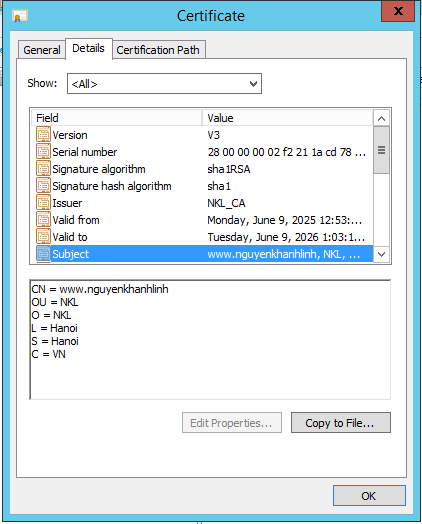 Certificate
General Details Certification Path
Show: <All>
Field Value
Version V3
Serial number 28 00 00 00 02 f2 21 1a cd 78 ...
Signature algorithm sha1RSA
Signature hash algorithm sha1
Issuer NKL_CA
Valid from Monday, June 9, 2025 12:53:...
Valid to Tuesday, June 9, 2026 1:03:1...
Subject www.nguyenkhanhlinh, NKL, ...
CN = www.nguyenkhanhlinh
OU = NKL
O = NKL
L = Hanoi
S = Hanoi
C = VN
Edit Properties... Copy to File...
OK